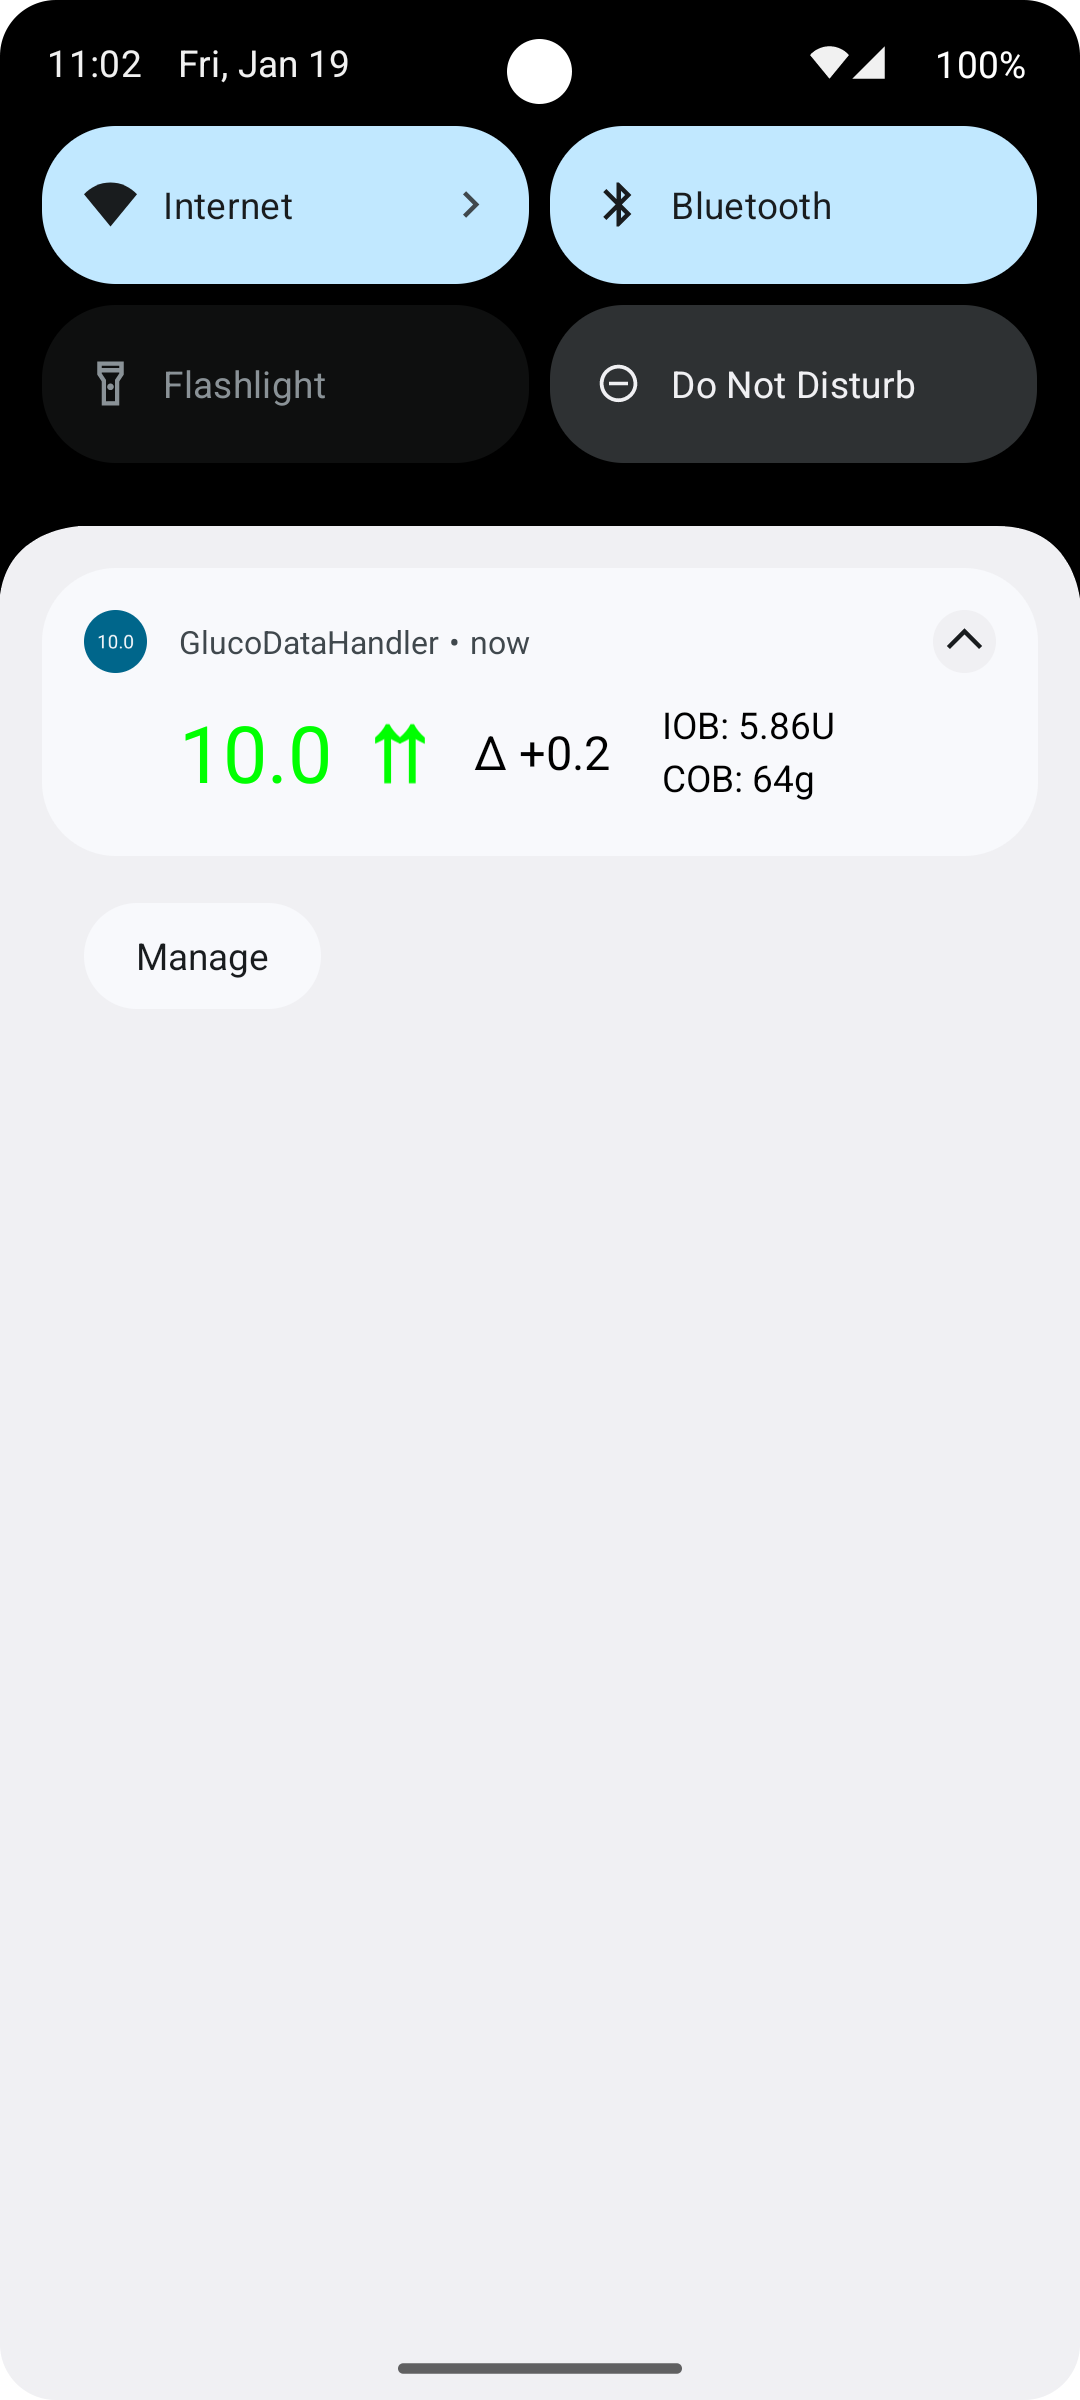 11:02 Fri, Jan 19 100%
Internet
Bluetooth
Flashlight
Do Not Disturb
10.0 GlucoDataHandler • now
10.0 ⇈ Δ +0.2
IOB: 5.86U
COB: 64g
Manage